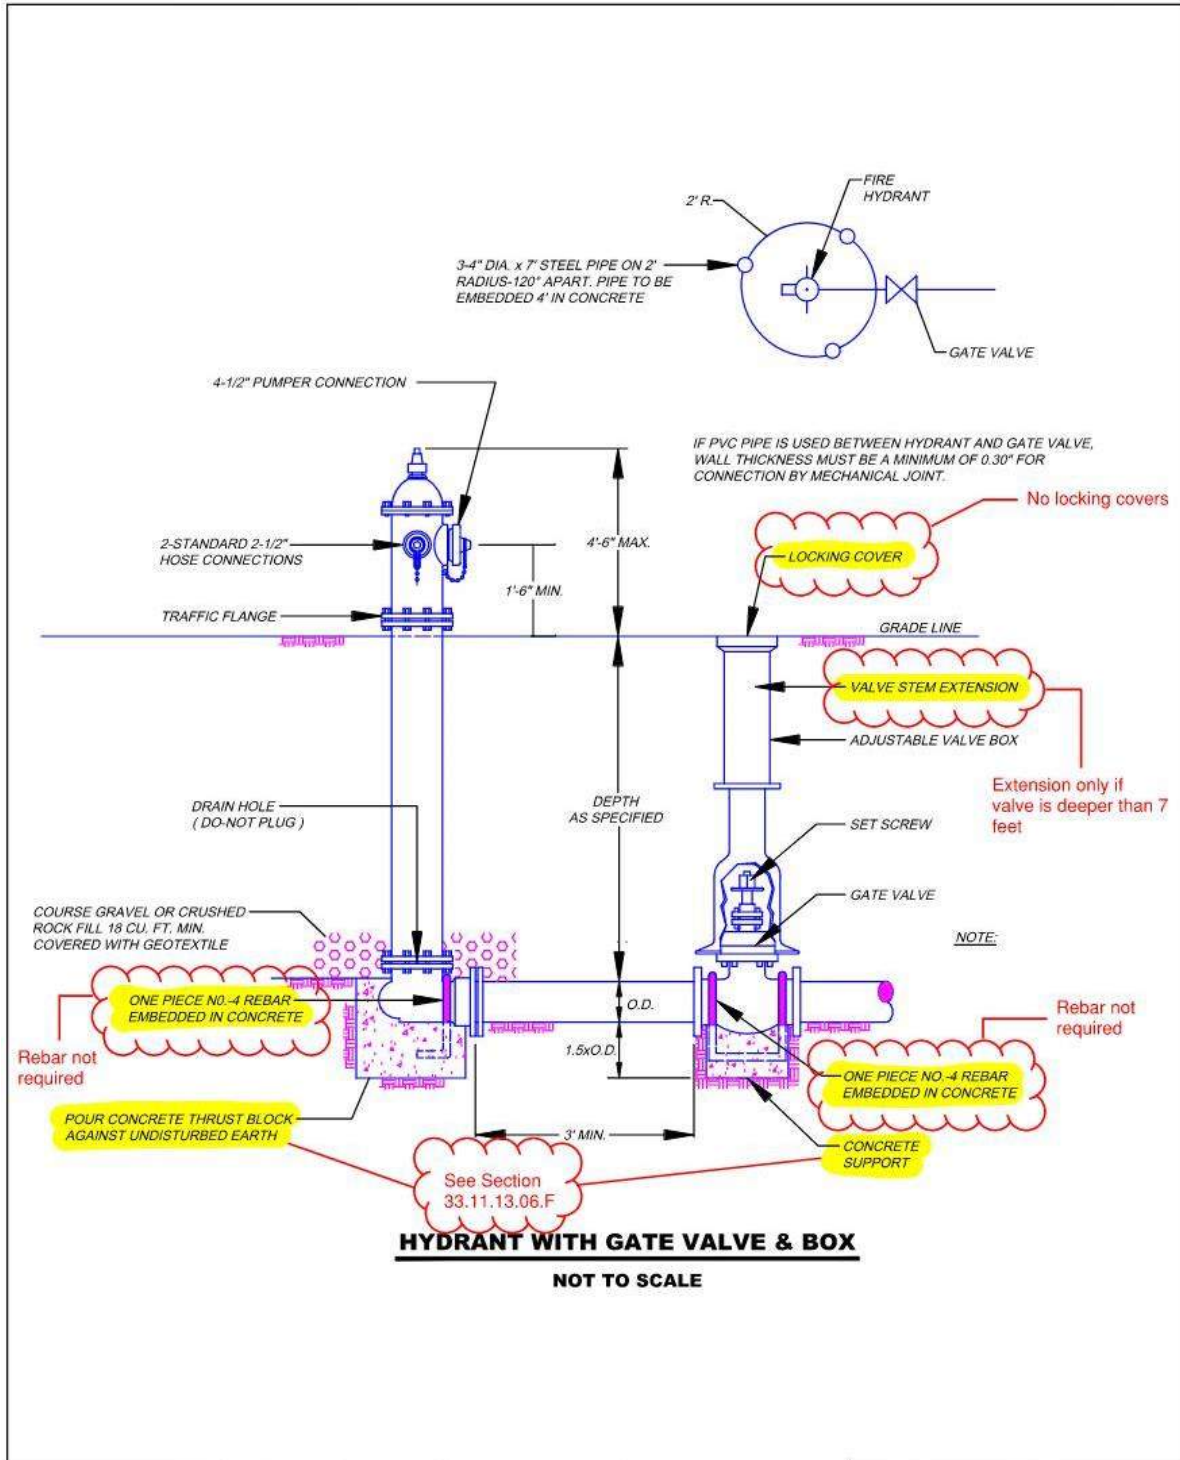 FIRE
HYDRANT
2' R.
3-4" DIA. x 7' STEEL PIPE ON 2'
RADIUS-120° APART. PIPE TO BE
EMBEDDED 4' IN CONCRETE
GATE VALVE
4-1/2" PUMPER CONNECTION
IF PVC PIPE IS USED BETWEEN HYDRANT AND GATE VALVE,
WALL THICKNESS MUST BE A MINIMUM OF 0.30" FOR
CONNECTION BY MECHANICAL JOINT.
No locking covers
2-STANDARD 2-1/2"
HOSE CONNECTIONS
4'-6" MAX.
LOCKING COVER
1'-6" MIN.
TRAFFIC FLANGE
GRADE LINE
VALVE STEM EXTENSION
ADJUSTABLE VALVE BOX
Extension only if
valve is deeper than 7
feet
DRAIN HOLE
( DO-NOT PLUG )
DEPTH
AS SPECIFIED
SET SCREW
GATE VALVE
COURSE GRAVEL OR CRUSHED
ROCK FILL 18 CU. FT. MIN.
COVERED WITH GEOTEXTILE
NOTE:
ONE PIECE N0.-4 REBAR
EMBEDDED IN CONCRETE
O.D.
Rebar not
required
Rebar not
required
1.5xO.D.
ONE PIECE NO.-4 REBAR
EMBEDDED IN CONCRETE
POUR CONCRETE THRUST BLOCK
AGAINST UNDISTURBED EARTH
3' MIN.
CONCRETE
SUPPORT
See Section
33.11.13.06.F
HYDRANT WITH GATE VALVE & BOX
NOT TO SCALE